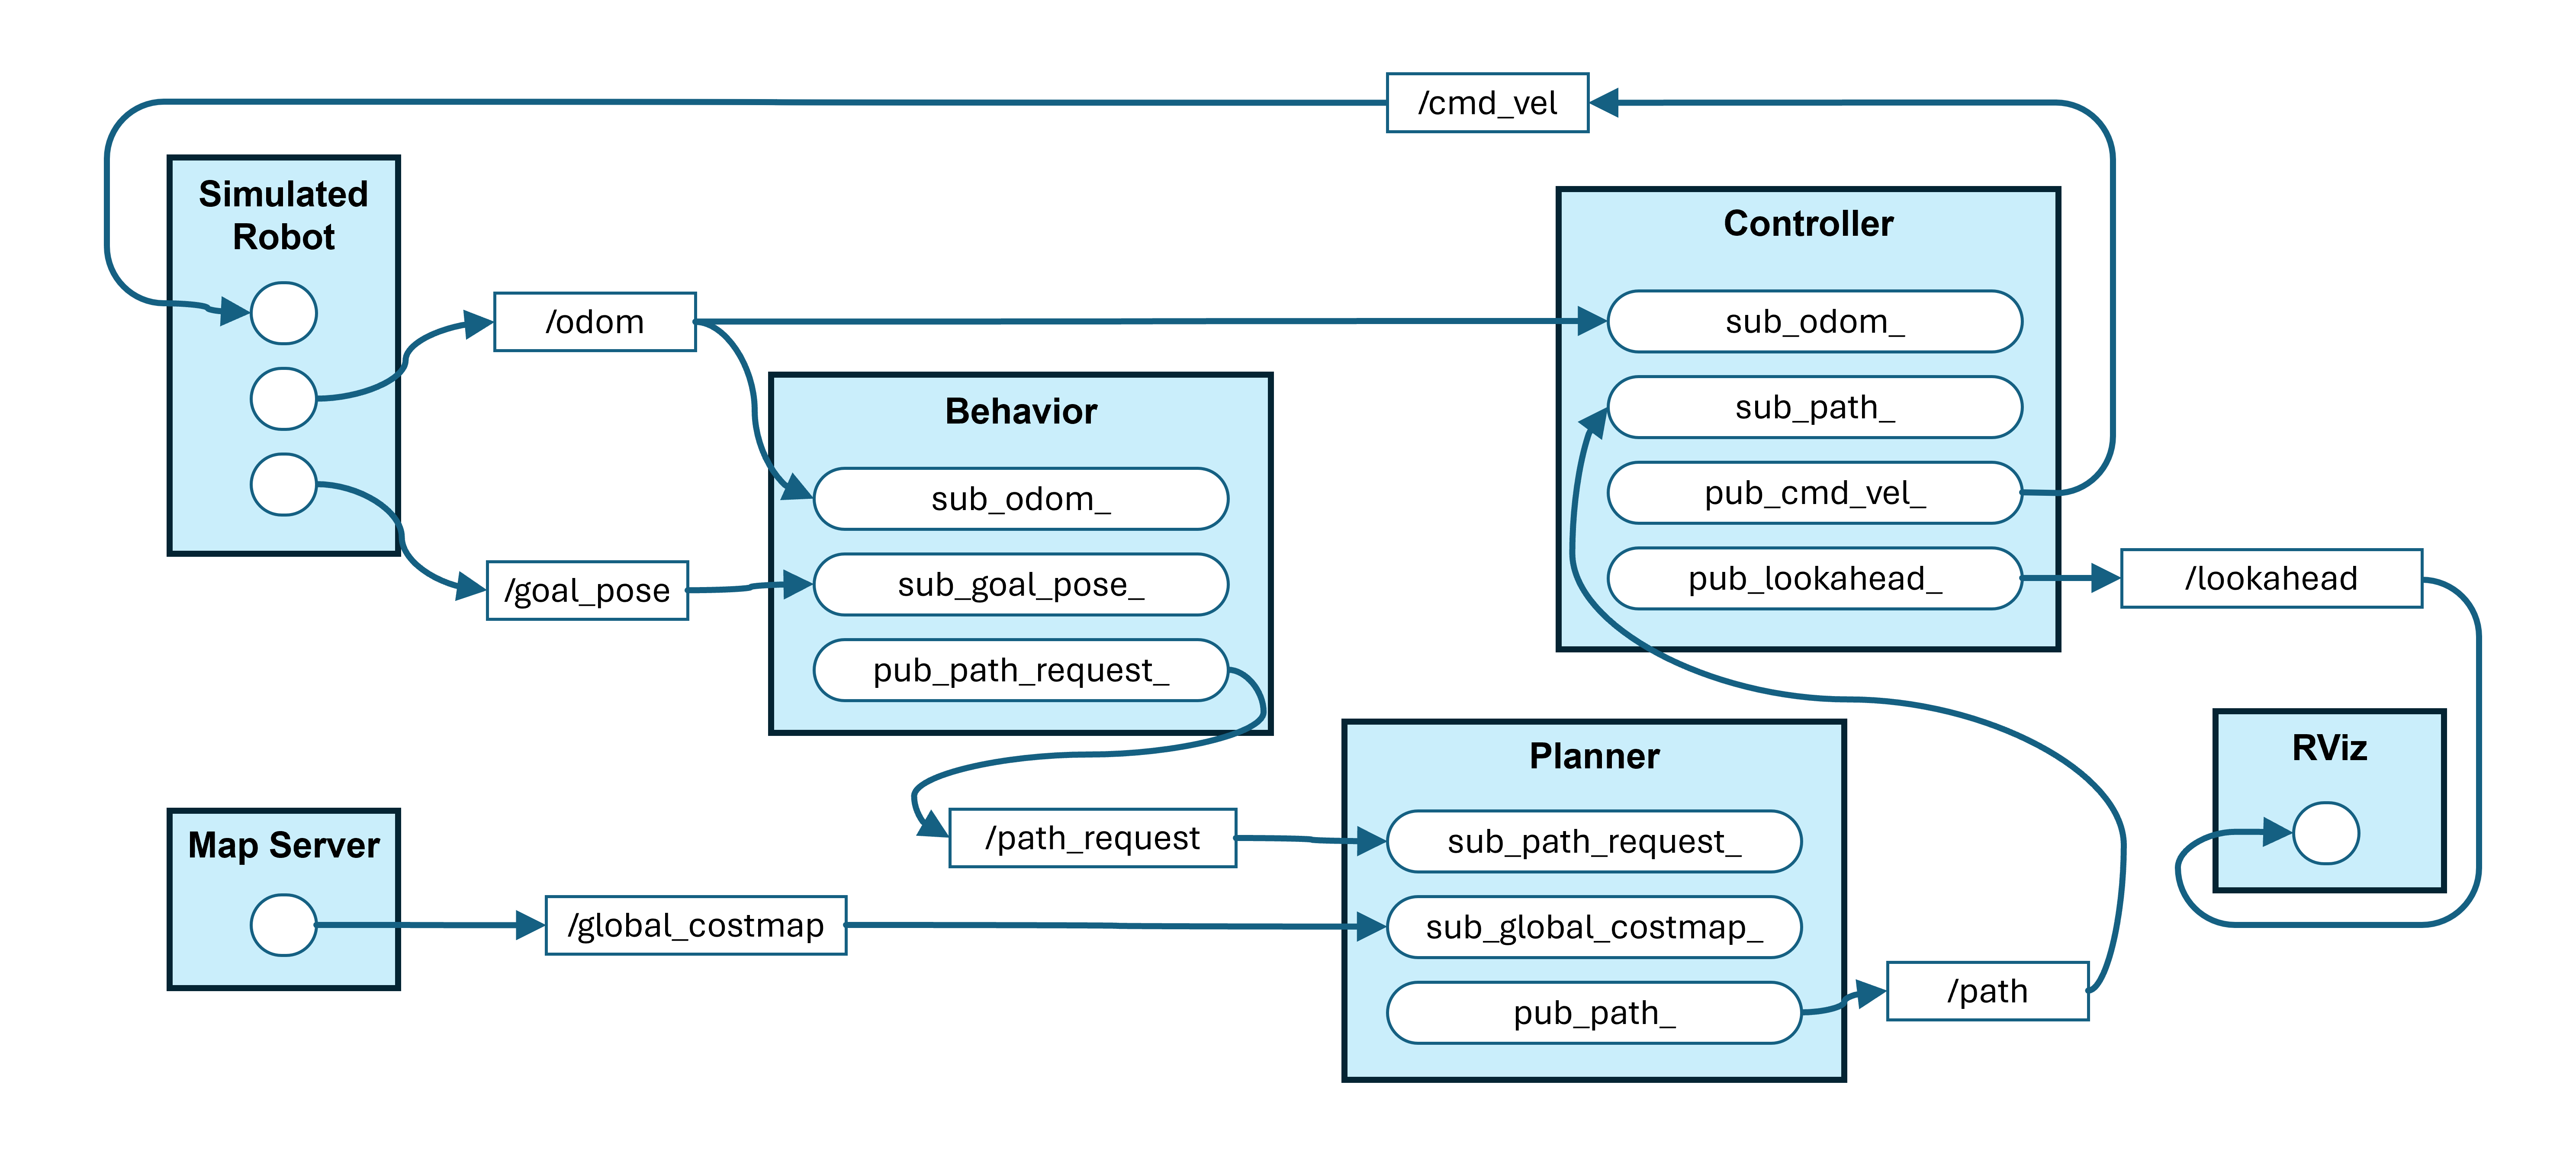 /cmd_vel
Simulated
Robot
/odom
/goal_pose
Behavior
sub_odom_
sub_goal_pose_
pub_path_request_
Controller
sub_odom_
sub_path_
pub_cmd_vel_
pub_lookahead_
/lookahead
RViz
Map Server
/global_costmap
/path_request
Planner
sub_path_request_
sub_global_costmap_
pub_path_
/path